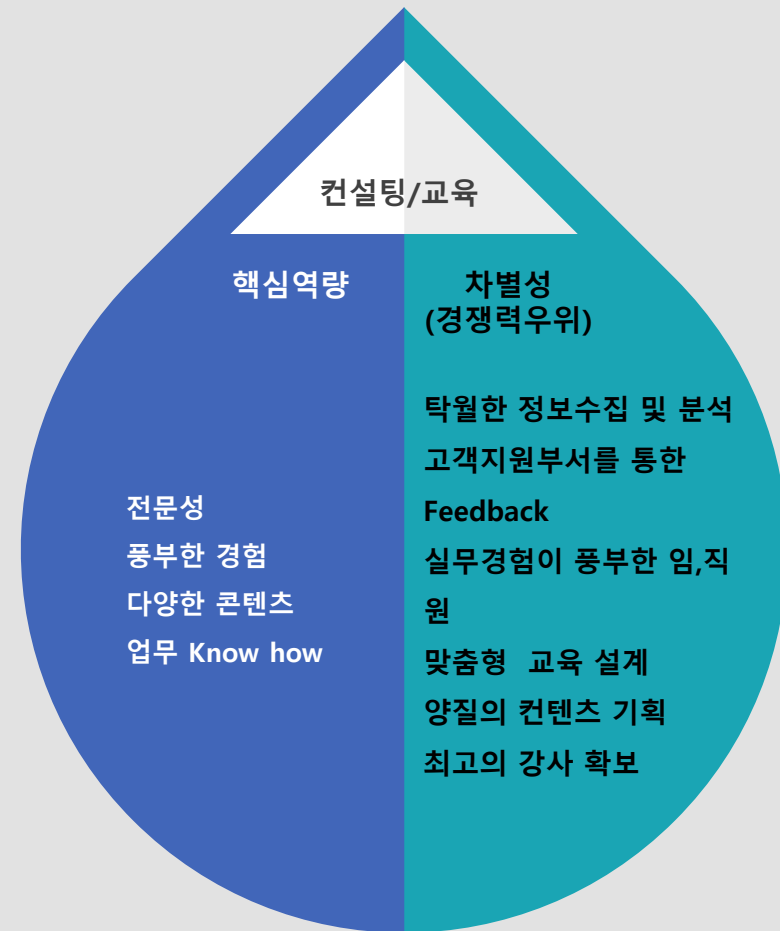 컨설팅/교육
핵심역량
전문성
풍부한 경험
다양한 콘텐츠
업무 Know how
차별성
(경쟁력우위)
탁월한 정보수집 및 분석
고객지원부서를 통한
Feedback
실무경험이 풍부한 임,직
원
맞춤형 교육 설계
양질의 컨텐츠 기획
최고의 강사 확보